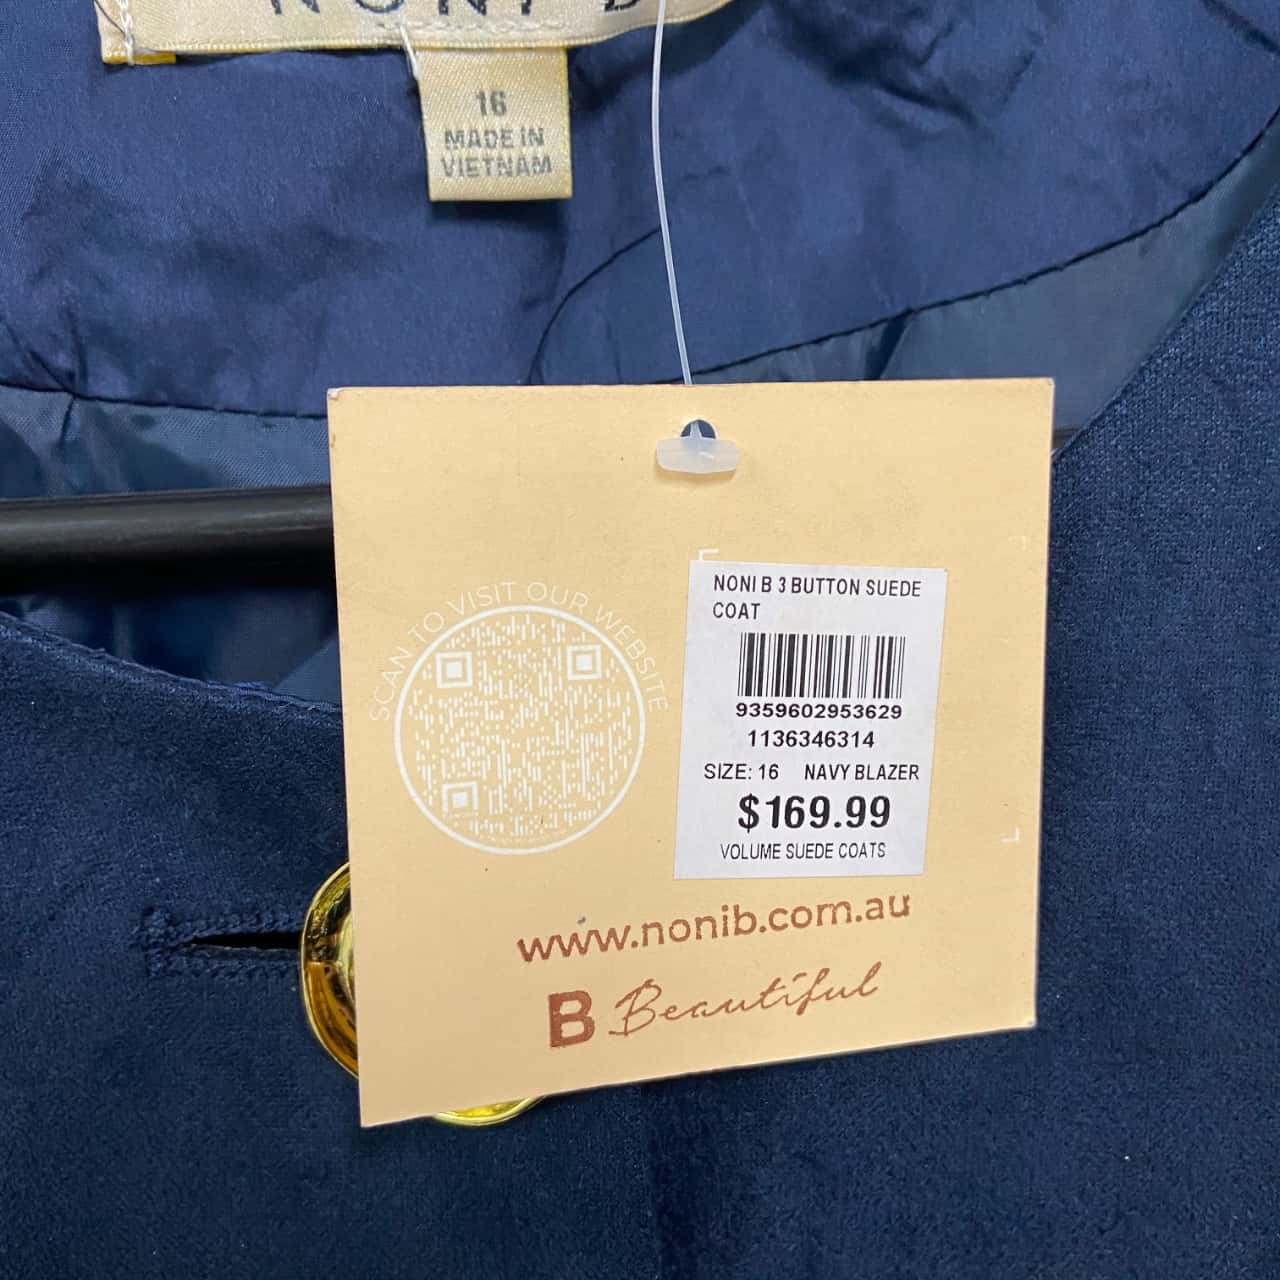 NONI B
16
MADE IN
VIETNAM
SCAN TO VISIT OUR WEBSITE
NONI B 3 BUTTON SUEDE
COAT
9359602953629
1136346314
SIZE: 16 NAVY BLAZER
$169.99
VOLUME SUEDE COATS
www.nonib.com.au
B Beautiful